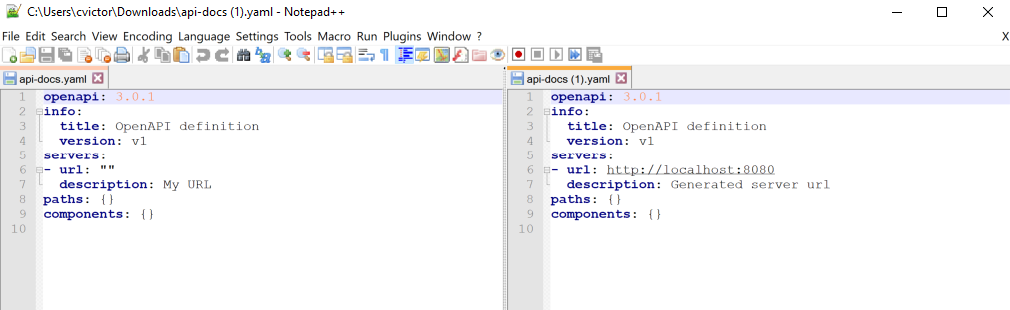 C:\Users\cvictor\Downloads\api-docs (1).yaml - Notepad++
File Edit Search View Encoding Language Settings Tools Macro Run Plugins Window ? X
api-docs.yaml
1 openapi: 3.0.1
2 info:
3 title: OpenAPI definition
4 version: v1
5 servers:
6 - url: ""
7 description: My URL
8 paths: {}
9 components: {}
10
api-docs (1).yaml
1 openapi: 3.0.1
2 info:
3 title: OpenAPI definition
4 version: v1
5 servers:
6 - url: http://localhost:8080
7 description: Generated server url
8 paths: {}
9 components: {}
10